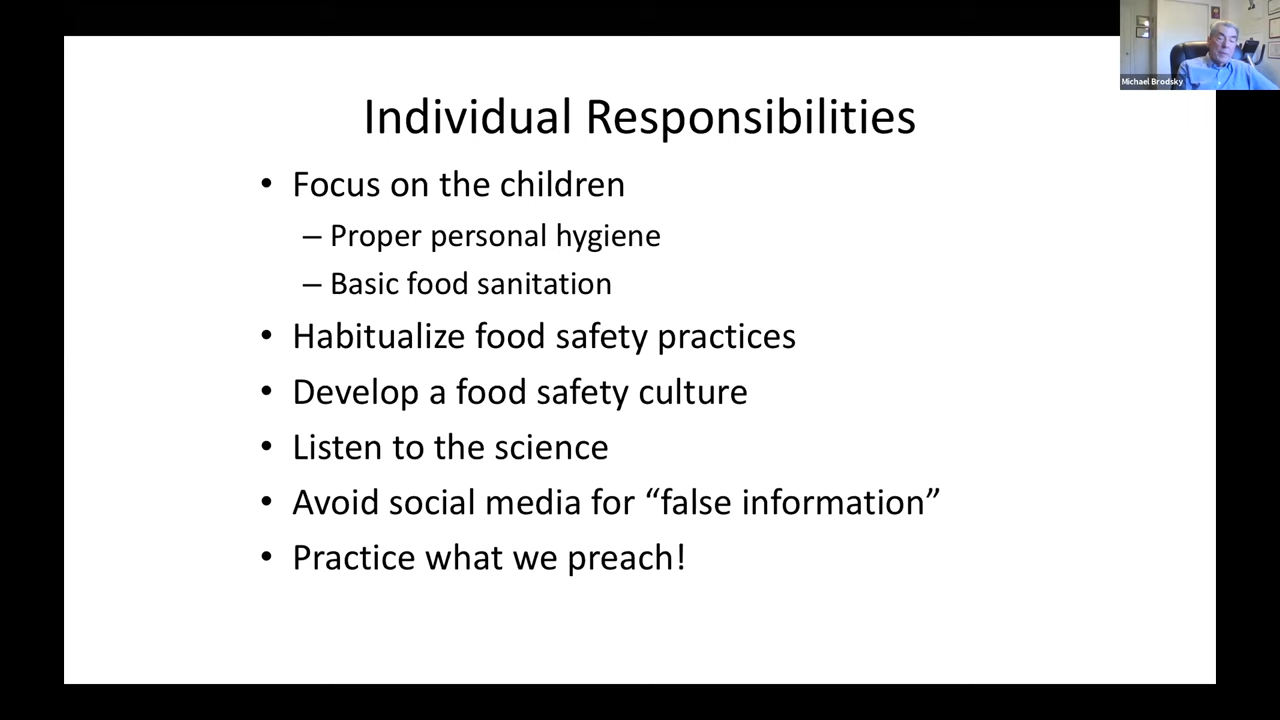 Michael Brodsky
Individual Responsibilities
• Focus on the children
– Proper personal hygiene
– Basic food sanitation
• Habitualize food safety practices
• Develop a food safety culture
• Listen to the science
• Avoid social media for “false information”
• Practice what we preach!